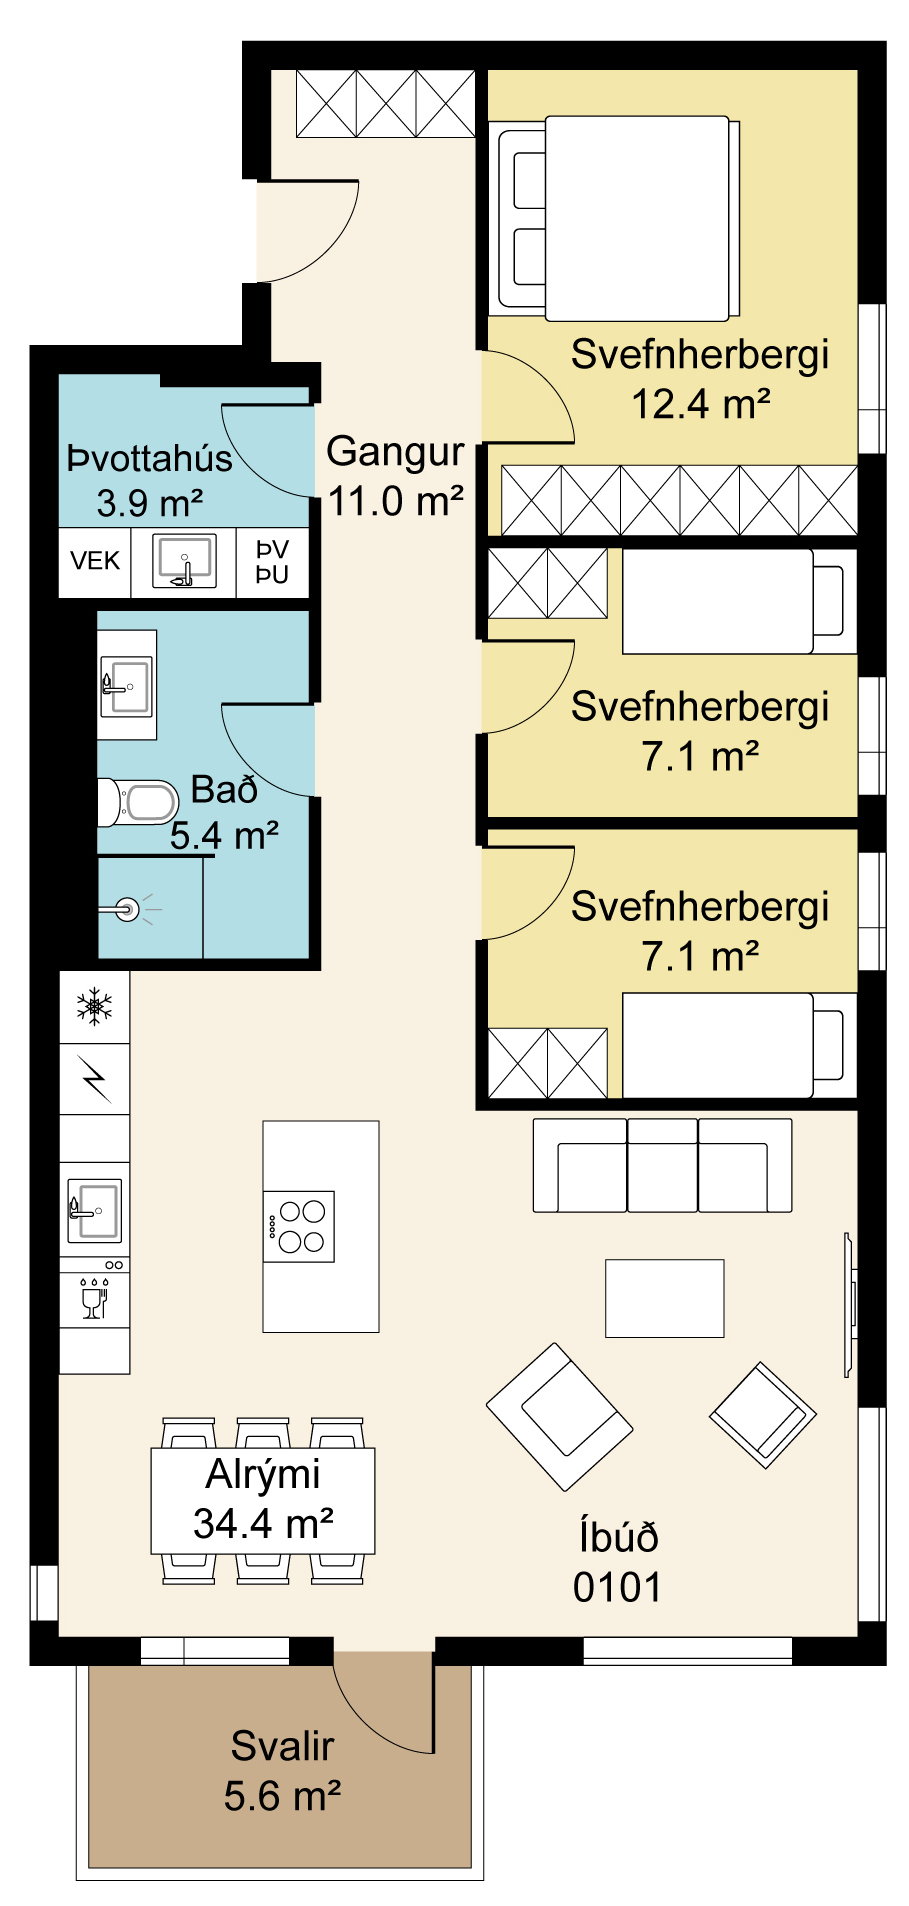 Svefnherbergi
12.4 m²
Gangur
11.0 m²
Þvottahús
3.9 m²
VEK
ÞV
ÞU
Svefnherbergi
7.1 m²
Bað
5.4 m²
Svefnherbergi
7.1 m²
Alrými
34.4 m²
Íbúð
0101
Svalir
5.6 m²